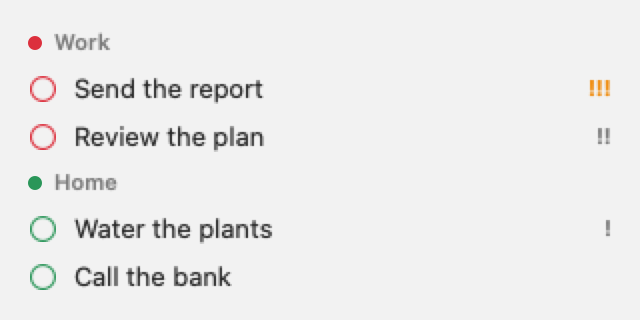 Work
Send the report !!!
Review the plan !!
Home
Water the plants !
Call the bank